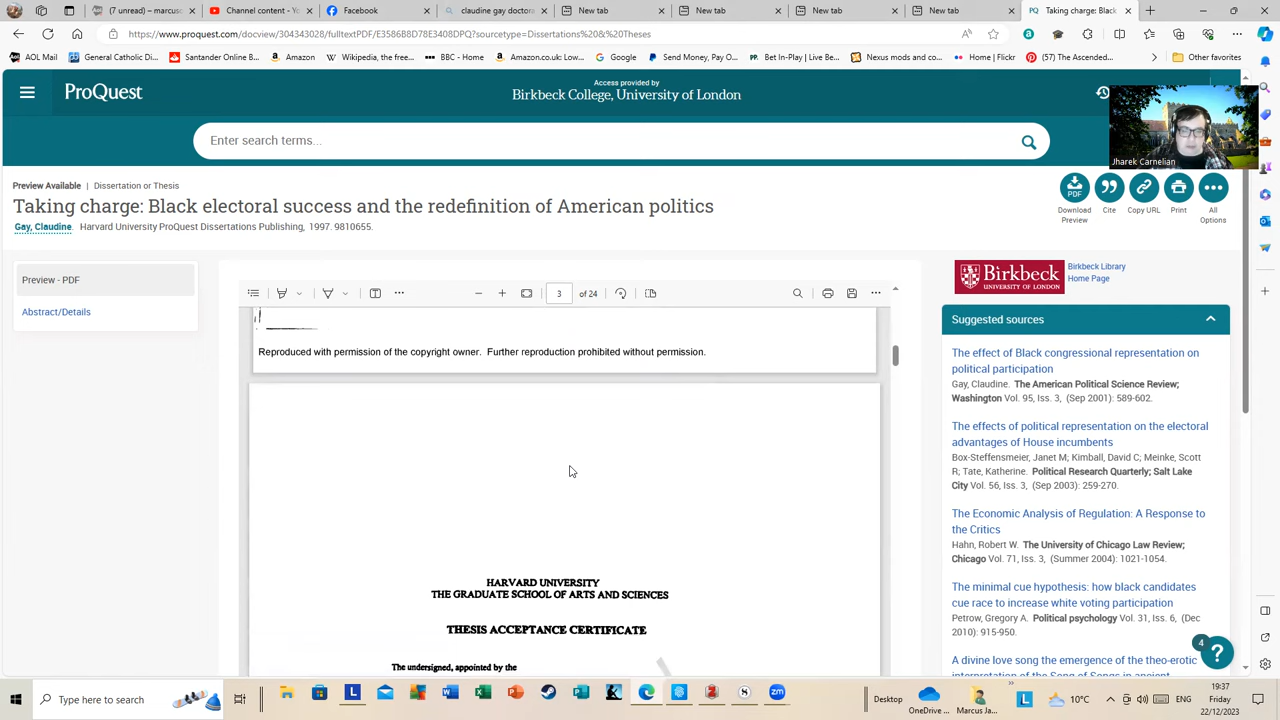 (7 unread) -
Content - YouTube
Facebook
claudine gay doct
New tab
New tab
New tab
New tab
Taking charge: Bl
https://www.proquest.com/docview/304343028/fulltextPDF/E3586B8D78E3408DPQ?sourcetype=Dissertations%20&%20Theses
AOL Mail
General Catholic Di...
Santander Online B...
Amazon
Wikipedia, the free...
BBC - Home
Amazon.co.uk: Low...
Google
Send Money, Pay O...
Bet In-Play | Live Be...
Nexus mods and co...
Home | Flickr
(57) The Ascended...
Other favorites
ProQuest
Access provided by
Birkbeck College, University of London
Enter search terms...
Jharek Carnelian
Preview Available | Dissertation or Thesis
Taking charge: Black electoral success and the redefinition of American politics
Gay, Claudine. Harvard University ProQuest Dissertations Publishing, 1997. 9810655.
PDF
Download Preview
Cite
Copy URL
Print
All Options
Preview - PDF
Abstract/Details
3 of 24
Reproduced with permission of the copyright owner. Further reproduction prohibited without permission.
HARVARD UNIVERSITY
THE GRADUATE SCHOOL OF ARTS AND SCIENCES
THESIS ACCEPTANCE CERTIFICATE
The undersigned, appointed by the
Birkbeck
UNIVERSITY OF LONDON
Birkbeck Library
Home Page
Suggested sources
The effect of Black congressional representation on
political participation
Gay, Claudine. The American Political Science Review;
Washington Vol. 95, Iss. 3, (Sep 2001): 589-602.
The effects of political representation on the electoral
advantages of House incumbents
Box-Steffensmeier, Janet M; Kimball, David C; Meinke, Scott
R; Tate, Katherine. Political Research Quarterly; Salt Lake
City Vol. 56, Iss. 3, (Sep 2003): 259-270.
The Economic Analysis of Regulation: A Response to
the Critics
Hahn, Robert W. The University of Chicago Law Review;
Chicago Vol. 71, Iss. 3, (Summer 2004): 1021-1054.
The minimal cue hypothesis: how black candidates
cue race to increase white voting participation
Petrow, Gregory A. Political psychology Vol. 31, Iss. 6, (Dec
2010): 915-950.
A divine love song the emergence of the theo-erotic
interpretation of the Song of Songs in ancient
4
?
Type here to search
Desktop
OneDrive
James
10°C
ENG
19:37
Friday
22/12/2023